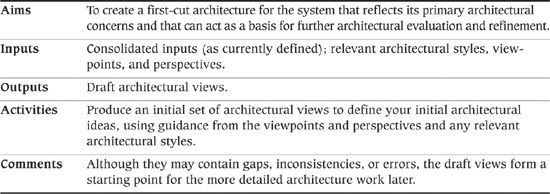 Aims To create a first-cut architecture for the system that reflects its primary architectural
concerns and that can act as a basis for further architectural evaluation and refinement.
Inputs Consolidated inputs (as currently defined); relevant architectural styles, view-
points, and perspectives.
Outputs Draft architectural views.
Activities Produce an initial set of architectural views to define your initial architectural
ideas, using guidance from the viewpoints and perspectives and any relevant
architectural styles.
Comments Although they may contain gaps, inconsistencies, or errors, the draft views form a
starting point for the more detailed architecture work later.